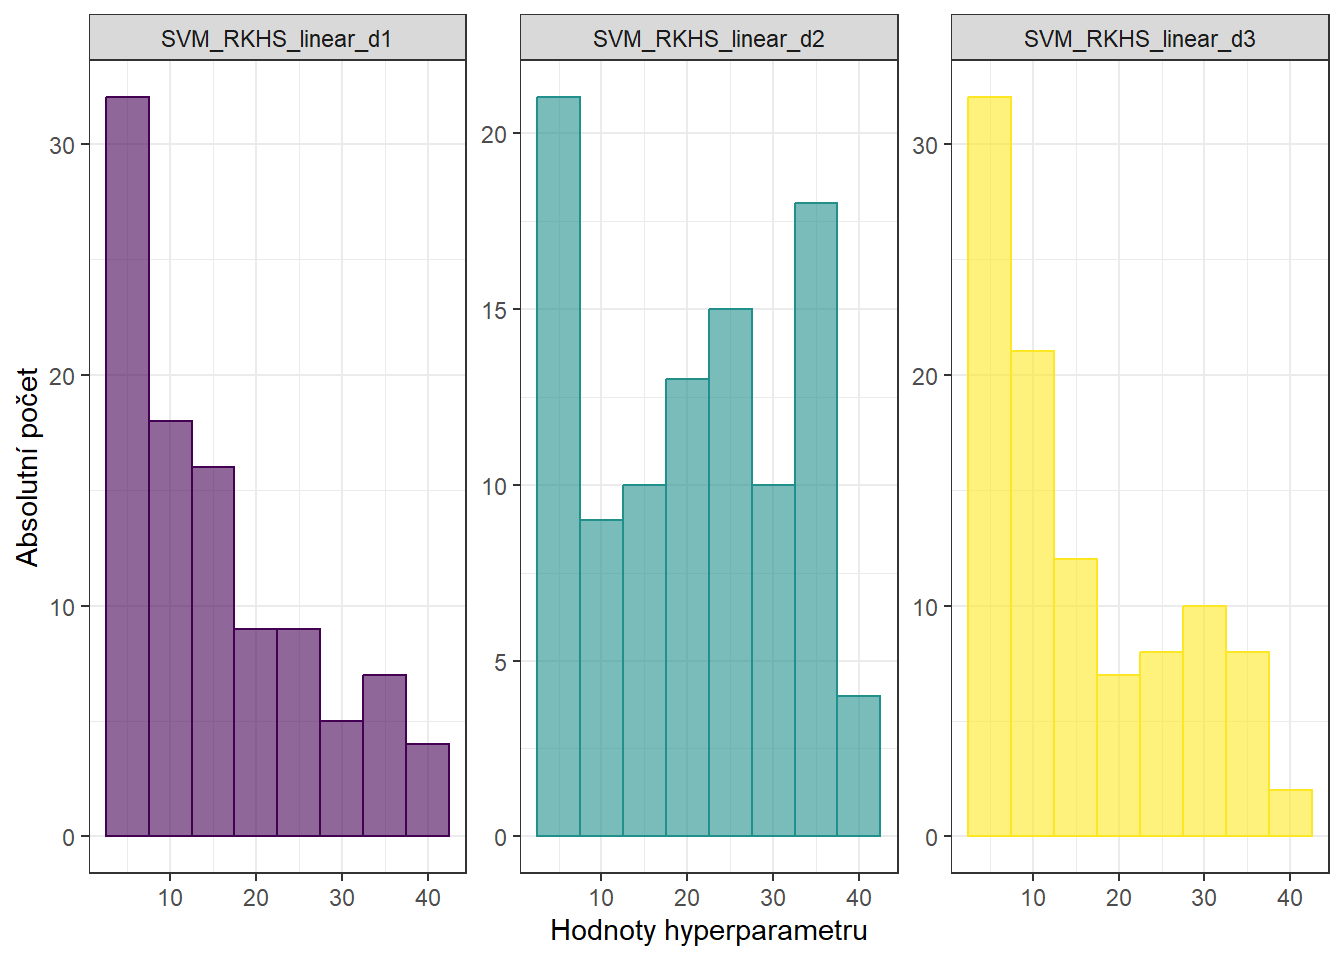 SVM_RKHS_linear_d1
SVM_RKHS_linear_d2
SVM_RKHS_linear_d3
Absolutní počet
30
20
10
0
20
15
10
5
0
30
20
10
0
10 20 30 40
10 20 30 40
10 20 30 40
Hodnoty hyperparametru